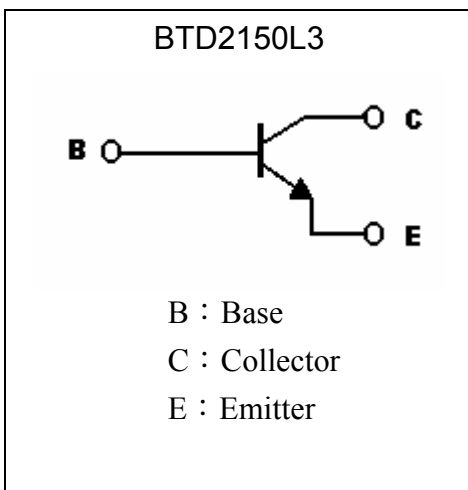 BTD2150L3
C
B
E
B：Base
C：Collector
E：Emitter